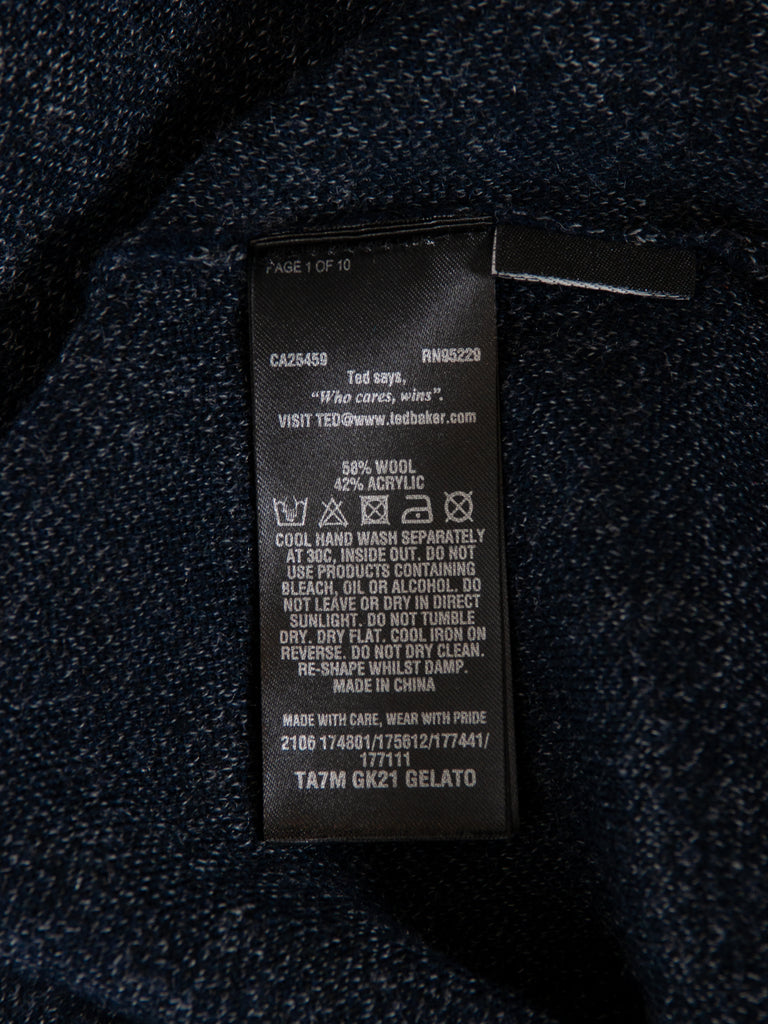 PAGE 1 OF 10
CA25459 RN95229
Ted says,
"Who cares, wins".
VISIT TED@www.tedbaker.com
58% WOOL
42% ACRYLIC
COOL HAND WASH SEPARATELY
AT 30C, INSIDE OUT. DO NOT
USE PRODUCTS CONTAINING
BLEACH, OIL OR ALCOHOL. DO
NOT LEAVE OR DRY IN DIRECT
SUNLIGHT. DO NOT TUMBLE
DRY. DRY FLAT. COOL IRON ON
REVERSE. DO NOT DRY CLEAN.
RE-SHAPE WHILST DAMP.
MADE IN CHINA
MADE WITH CARE, WEAR WITH PRIDE
2106 174801/175612/177441/
177111
TA7M GK21 GELATO